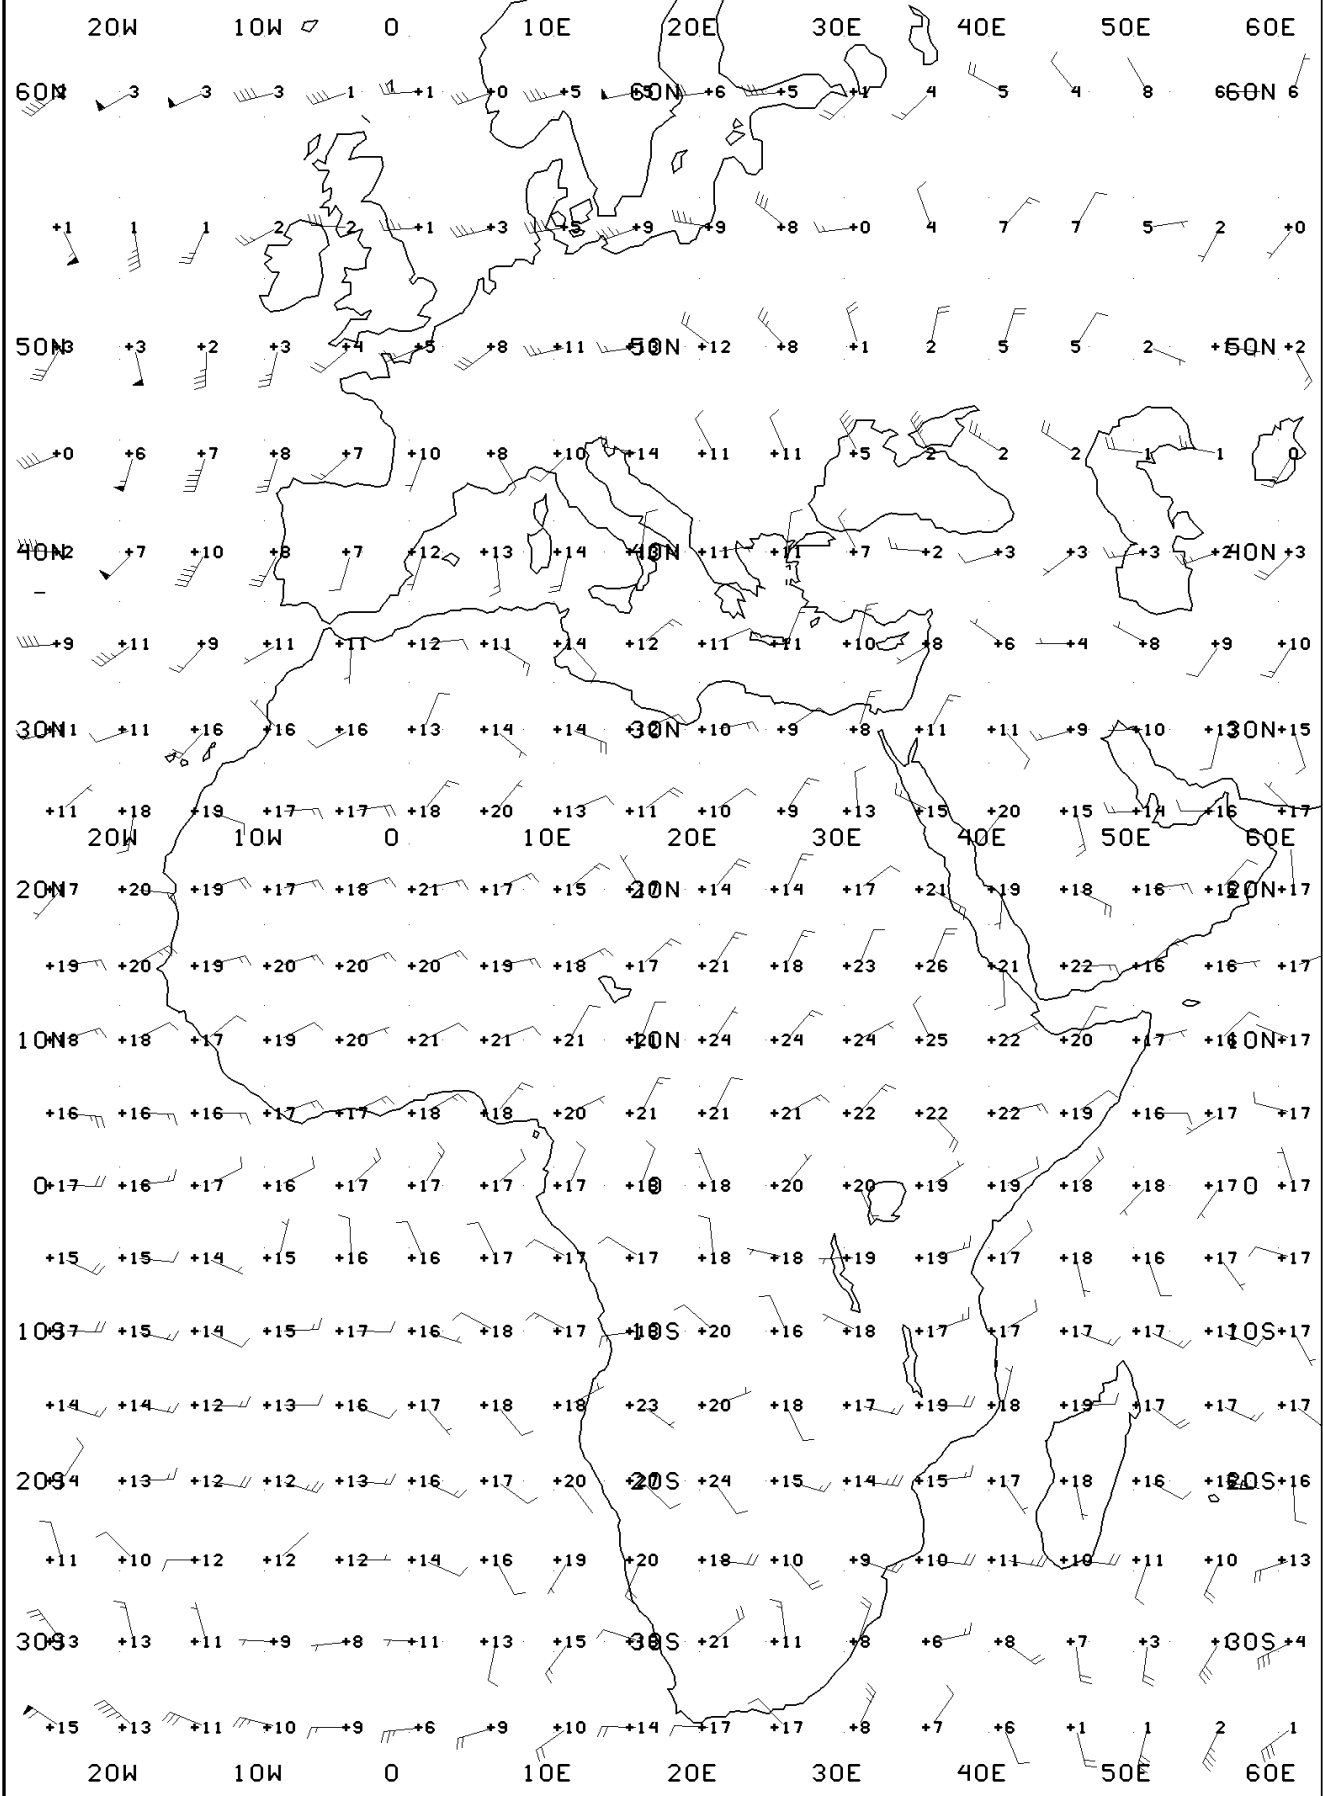 20W 10W 0 10E 20E 30E 40E 50E 60E
60N 3 3 3 1 1 +1 +0 +5 60N +6 +5 +1 4 5 4 8 60N 6
+1 1 1 2 2 +1 +3 +5 +9 +9 +8 +0 4 7 7 5 2 +0
50N +3 +2 +3 +4 +5 +8 +11 50N +12 +8 +1 2 5 5 2 50N +2
+0 +6 +7 +8 +7 +10 +8 +10 +14 +11 +11 +5 2 2 2 1 1 0
40N +7 +10 +8 +7 +12 +13 +14 40N +11 +11 +7 +2 +3 +3 +3 40N +3
-
+9 +11 +9 +11 +11 +12 +11 +14 +12 +11 +11 +10 +8 +6 +4 +8 +9 +10
30N +11 +16 +16 +16 +13 +14 +14 30N +10 +9 +8 +11 +11 +9 +10 30N +15
+11 +18 +19 +17 +17 +18 +20 +13 +11 +10 +9 +13 +15 +20 +15 +14 +16 +17
20W 10W 0 10E 20E 30E 40E 50E 60E
20N +20 +19 +17 +18 +21 +17 +15 20N +14 +14 +17 +21 +19 +18 +16 20N +17
+19 +20 +19 +20 +20 +20 +19 +18 +17 +21 +18 +23 +26 +21 +22 +16 +16 +17
10N +18 +17 +19 +20 +21 +21 +21 10N +24 +24 +24 +25 +22 +20 +17 10N +17
+16 +16 +16 +17 +17 +18 +18 +20 +21 +21 +21 +22 +22 +22 +19 +16 +17 +17
0 +17 +16 +17 +16 +17 +17 +17 +17 0 +18 +20 +20 +19 +19 +18 +18 +17 0 +17
+15 +15 +14 +15 +16 +16 +17 +17 +17 +18 +18 +19 +19 +17 +18 +16 +17 +17
10S +15 +14 +15 +17 +16 +18 +17 10S +20 +16 +18 +17 +17 +17 +17 10S +17
+14 +14 +12 +13 +16 +17 +18 +18 +23 +20 +18 +17 +19 +18 +19 +17 +17 +17
20S +13 +12 +12 +13 +16 +17 +20 20S +24 +15 +14 +15 +17 +18 +16 20S +16
+11 +10 +12 +12 +12 +14 +16 +19 +20 +18 +10 +9 +10 +11 +10 +11 +10 +13
30S +13 +11 +9 +8 +11 +13 +15 30S +21 +11 +8 +6 +8 +7 +3 30S +4
+15 +13 +11 +10 +9 +6 +9 +10 +14 +17 +17 +8 +7 +6 +1 1 2 1
20W 10W 0 10E 20E 30E 40E 50E 60E